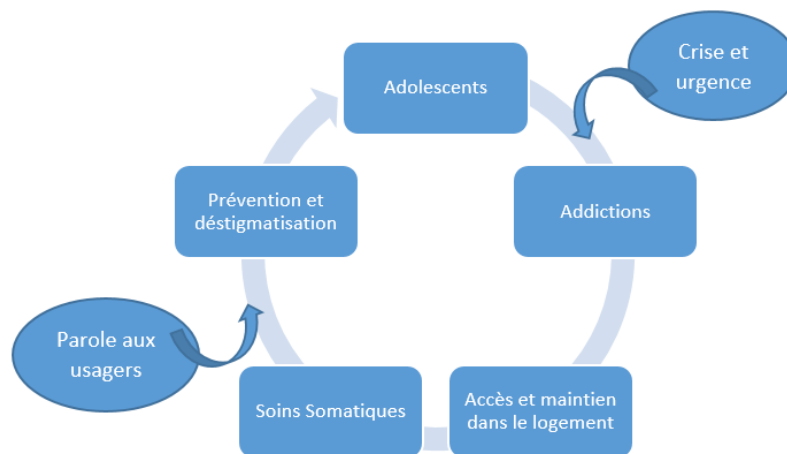 Crise et
urgence
Adolescents
Addictions
Prévention et
déstigmatisation
Parole aux
usagers
Soins Somatiques
Accès et maintien
dans le logement